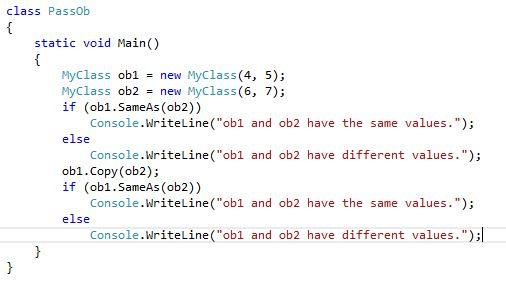 class PassOb
{
    static void Main()
    {
        MyClass ob1 = new MyClass(4, 5);
        MyClass ob2 = new MyClass(6, 7);
        if (ob1.SameAs(ob2))
            Console.WriteLine("ob1 and ob2 have the same values.");
        else
            Console.WriteLine("ob1 and ob2 have different values.");
        ob1.Copy(ob2);
        if (ob1.SameAs(ob2))
            Console.WriteLine("ob1 and ob2 have the same values.");
        else
            Console.WriteLine("ob1 and ob2 have different values.");
    }
}